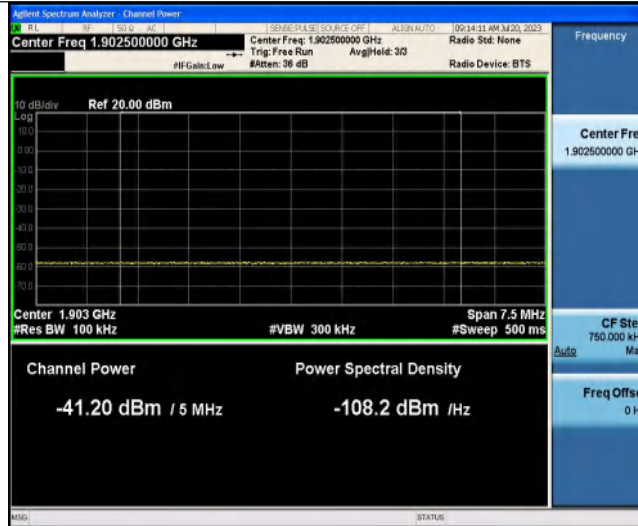 Agilent Spectrum Analyzer - Channel Power
RL RF 50 Ω AC SENSE:PULSE SOURCE OFF ALIGN AUTO 09:14:11 AM Jul 20, 2023
Center Freq 1.902500000 GHz
Center Freq: 1.902500000 GHz
Radio Std: None
Trig: Free Run Avg|Hold: 3/3
#IFGain:Low #Atten: 36 dB Radio Device: BTS
10 dB/div Ref 20.00 dBm
Log
10.0
0.00
-10.0
-20.0
-30.0
-40.0
-50.0
-60.0
-70.0
Center 1.903 GHz Span 7.5 MHz
#Res BW 100 kHz #VBW 300 kHz #Sweep 500 ms
Channel Power Power Spectral Density
-41.20 dBm / 5 MHz -108.2 dBm /Hz
Frequency
Center Fre
1.902500000 GH
CF Ste
750.000 kH
Auto Ma
Freq Offse
0 H
MSG STATUS